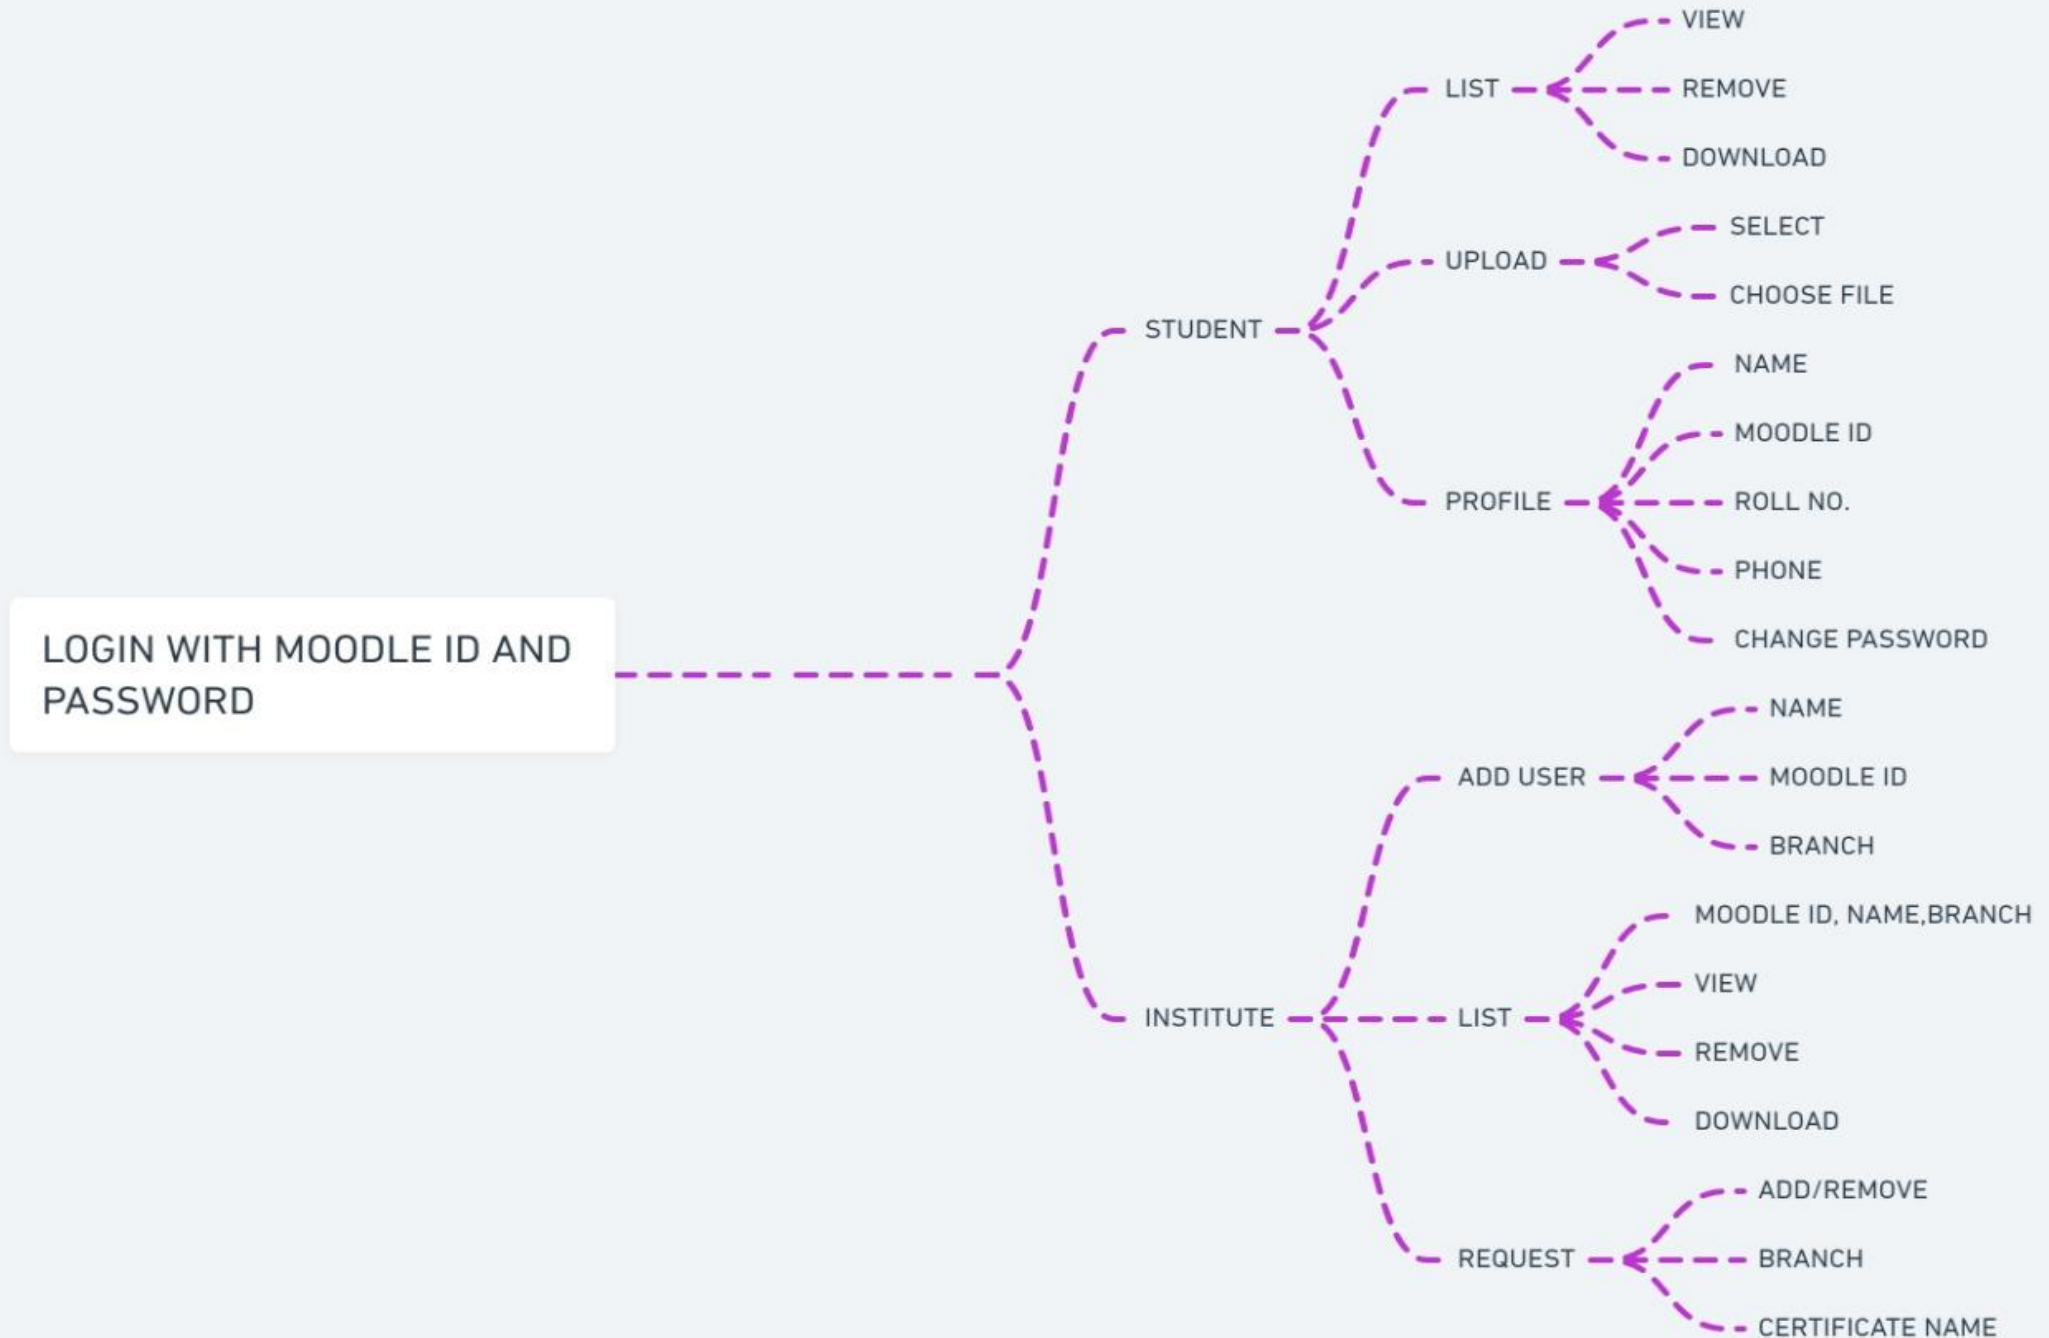 LOGIN WITH MOODLE ID AND
PASSWORD
STUDENT
LIST
VIEW
REMOVE
DOWNLOAD
UPLOAD
SELECT
CHOOSE FILE
PROFILE
NAME
MOODLE ID
ROLL NO.
PHONE
CHANGE PASSWORD
INSTITUTE
ADD USER
NAME
MOODLE ID
BRANCH
LIST
MOODLE ID, NAME,BRANCH
VIEW
REMOVE
DOWNLOAD
REQUEST
ADD/REMOVE
BRANCH
CERTIFICATE NAME